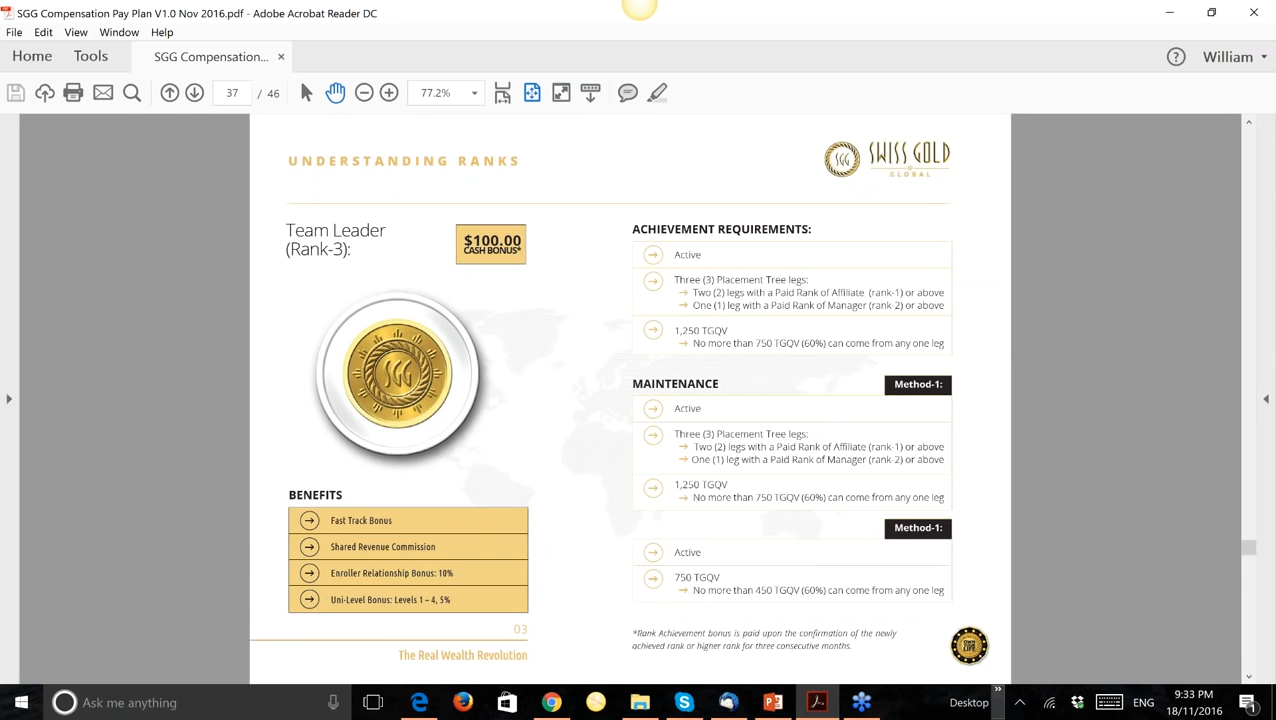 SGG Compensation Pay Plan V1.0 Nov 2016.pdf - Adobe Acrobat Reader DC
File Edit View Window Help
Home Tools SGG Compensation... × William
37 / 46 77.2%
UNDERSTANDING RANKS
SGG SWISS GOLD
GLOBAL
Team Leader
(Rank-3):
$100.00
CASH BONUS*
SGG
BENEFITS
Fast Track Bonus
Shared Revenue Commission
Enroller Relationship Bonus: 10%
Uni-Level Bonus: Levels 1 – 4, 5%
03
The Real Wealth Revolution
ACHIEVEMENT REQUIREMENTS:
Active
Three (3) Placement Tree legs:
Two (2) legs with a Paid Rank of Affiliate (rank-1) or above
One (1) leg with a Paid Rank of Manager (rank-2) or above
1,250 TGQV
No more than 750 TGQV (60%) can come from any one leg
MAINTENANCE Method-1:
Active
Three (3) Placement Tree legs:
Two (2) legs with a Paid Rank of Affiliate (rank-1) or above
One (1) leg with a Paid Rank of Manager (rank-2) or above
1,250 TGQV
No more than 750 TGQV (60%) can come from any one leg
Method-1:
Active
750 TGQV
No more than 450 TGQV (60%) can come from any one leg
*Rank Achievement bonus is paid upon the confirmation of the newly
achieved rank or higher rank for three consecutive months.
OWN
YOUR
LIFE
Ask me anything
Desktop
ENG
9:33 PM
18/11/2016
1